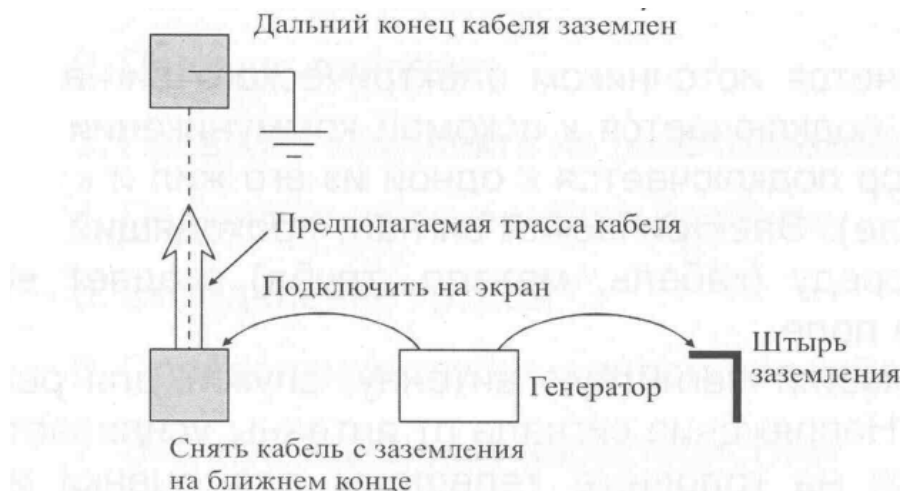 Дальний конец кабеля заземлен
Предполагаемая трасса кабеля
Подключить на экран
Штырь
заземления
Генератор
Снять кабель с заземления
на ближнем конце